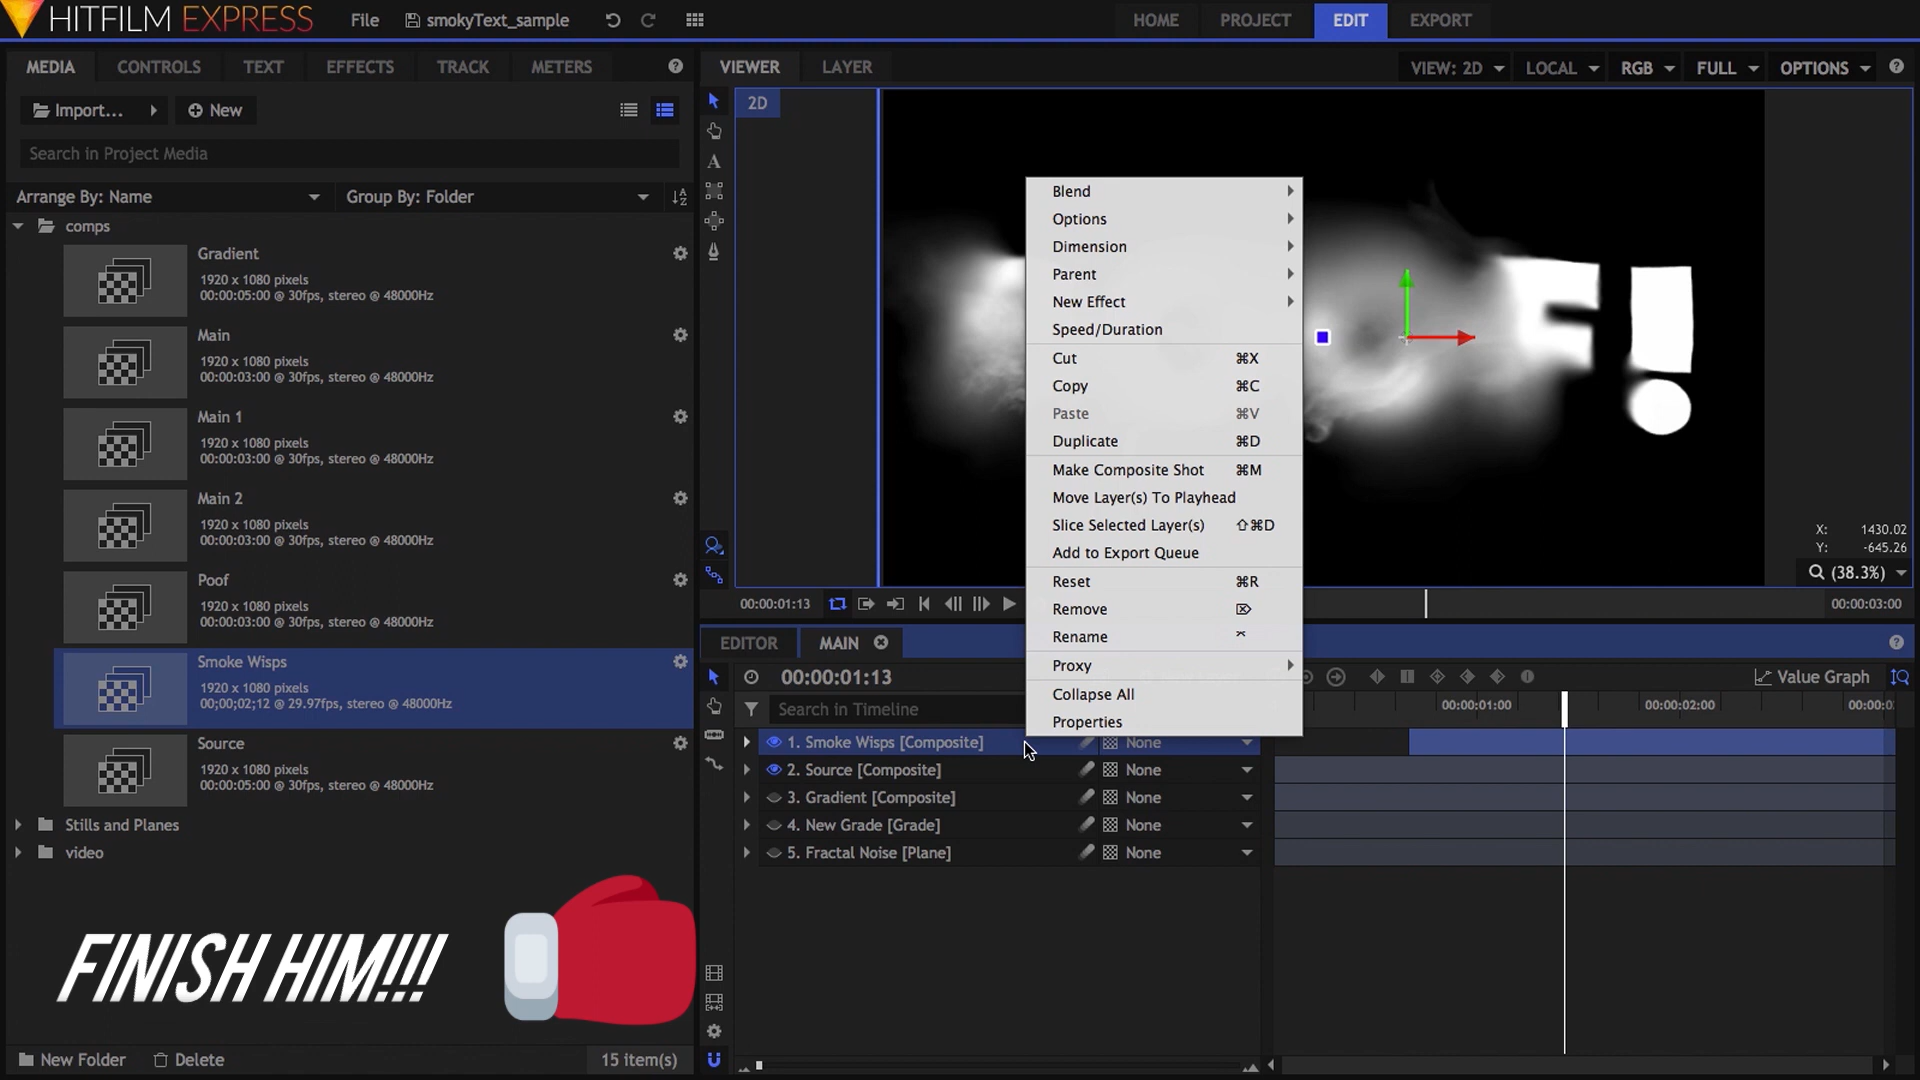 HITFILM EXPRESS
File
smokyText_sample
HOME
PROJECT
EDIT
EXPORT
MEDIA
CONTROLS
TEXT
EFFECTS
TRACK
METERS
Import...
New
Search in Project Media
Arrange By: Name
Group By: Folder
comps
Gradient
1920 x 1080 pixels
00:00:05:00 @ 30fps, stereo @ 48000Hz
Main
1920 x 1080 pixels
00:00:03:00 @ 30fps, stereo @ 48000Hz
Main 1
1920 x 1080 pixels
00:00:03:00 @ 30fps, stereo @ 48000Hz
Main 2
1920 x 1080 pixels
00:00:03:00 @ 30fps, stereo @ 48000Hz
Poof
1920 x 1080 pixels
00:00:03:00 @ 30fps, stereo @ 48000Hz
Smoke Wisps
1920 x 1080 pixels
00;00;02;12 @ 29.97fps, stereo @ 48000Hz
Source
1920 x 1080 pixels
00:00:05:00 @ 30fps, stereo @ 48000Hz
Stills and Planes
video
FINISH HIM!!!
New Folder
Delete
15 item(s)
VIEWER
LAYER
VIEW: 2D
LOCAL
RGB
FULL
OPTIONS
2D
F!
X: 1430.02
Y: -645.26
(38.3%)
00:00:01:13
00:00:03:00
Blend
Options
Dimension
Parent
New Effect
Speed/Duration
Cut ⌘X
Copy ⌘C
Paste ⌘V
Duplicate ⌘D
Make Composite Shot ⌘M
Move Layer(s) To Playhead
Slice Selected Layer(s) ⇧⌘D
Add to Export Queue
Reset ⌘R
Remove ⌦
Rename ⌤
Proxy
Collapse All
Properties
EDITOR
MAIN
00:00:01:13
Value Graph
Search in Timeline
00:00:01:00
00:00:02:00
1. Smoke Wisps [Composite] None
2. Source [Composite] None
3. Gradient [Composite] None
4. New Grade [Grade] None
5. Fractal Noise [Plane] None